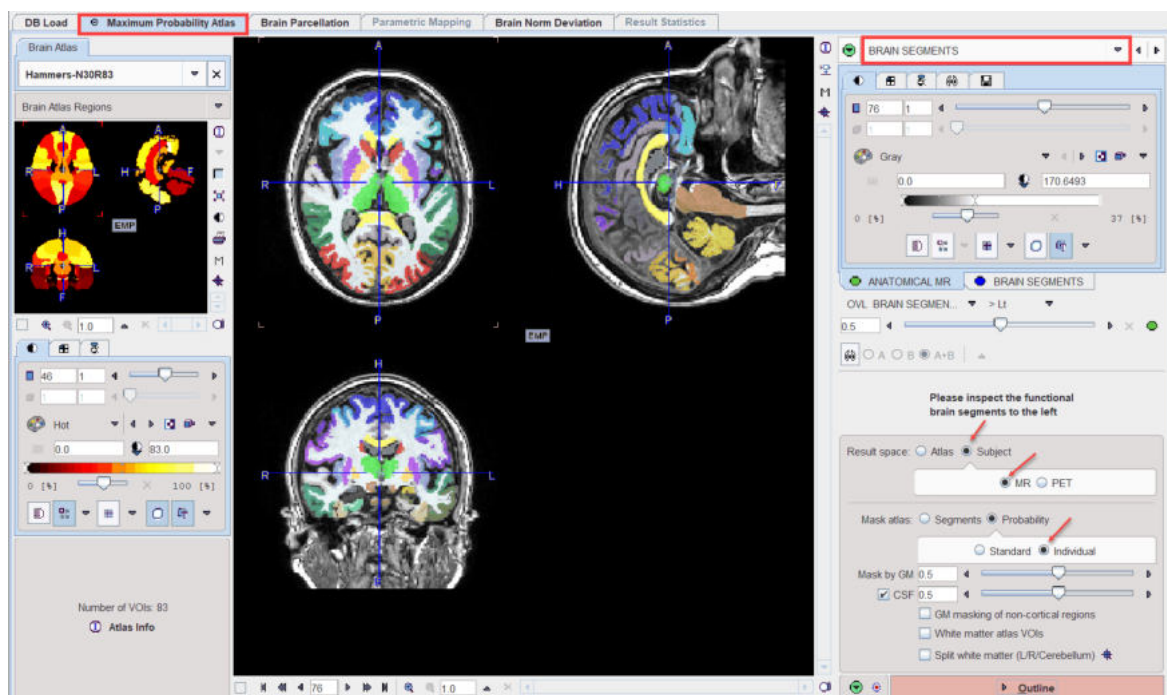 DB Load
Maximum Probability Atlas
Brain Parcellation
Parametric Mapping
Brain Norm Deviation
Result Statistics
Brain Atlas
Hammers-N30R83
Brain Atlas Regions
A
A
R
L
H
F
P
P
EMP
H
R
L
F
1.0
46
1
1
1
Hot
0.0
83.0
0 [%]
100 [%]
Number of VOIs: 83
Atlas Info
A
R
L
P
A
H
P
EMP
H
R
L
76
1.0
M
M
BRAIN SEGMENTS
76
1
1
1
Gray
0.0
170.6493
0 [%]
37 [%]
ANATOMICAL MR
BRAIN SEGMENTS
OVL BRAIN SEGMEN...
> Lt
0.5
A
B
A+B
Please inspect the functional
brain segments to the left
Result space:
Atlas
Subject
MR
PET
Mask atlas:
Segments
Probability
Standard
Individual
Mask by GM
0.5
CSF
0.5
GM masking of non-cortical regions
White matter atlas VOIs
Split white matter (L/R/Cerebellum)
Outline